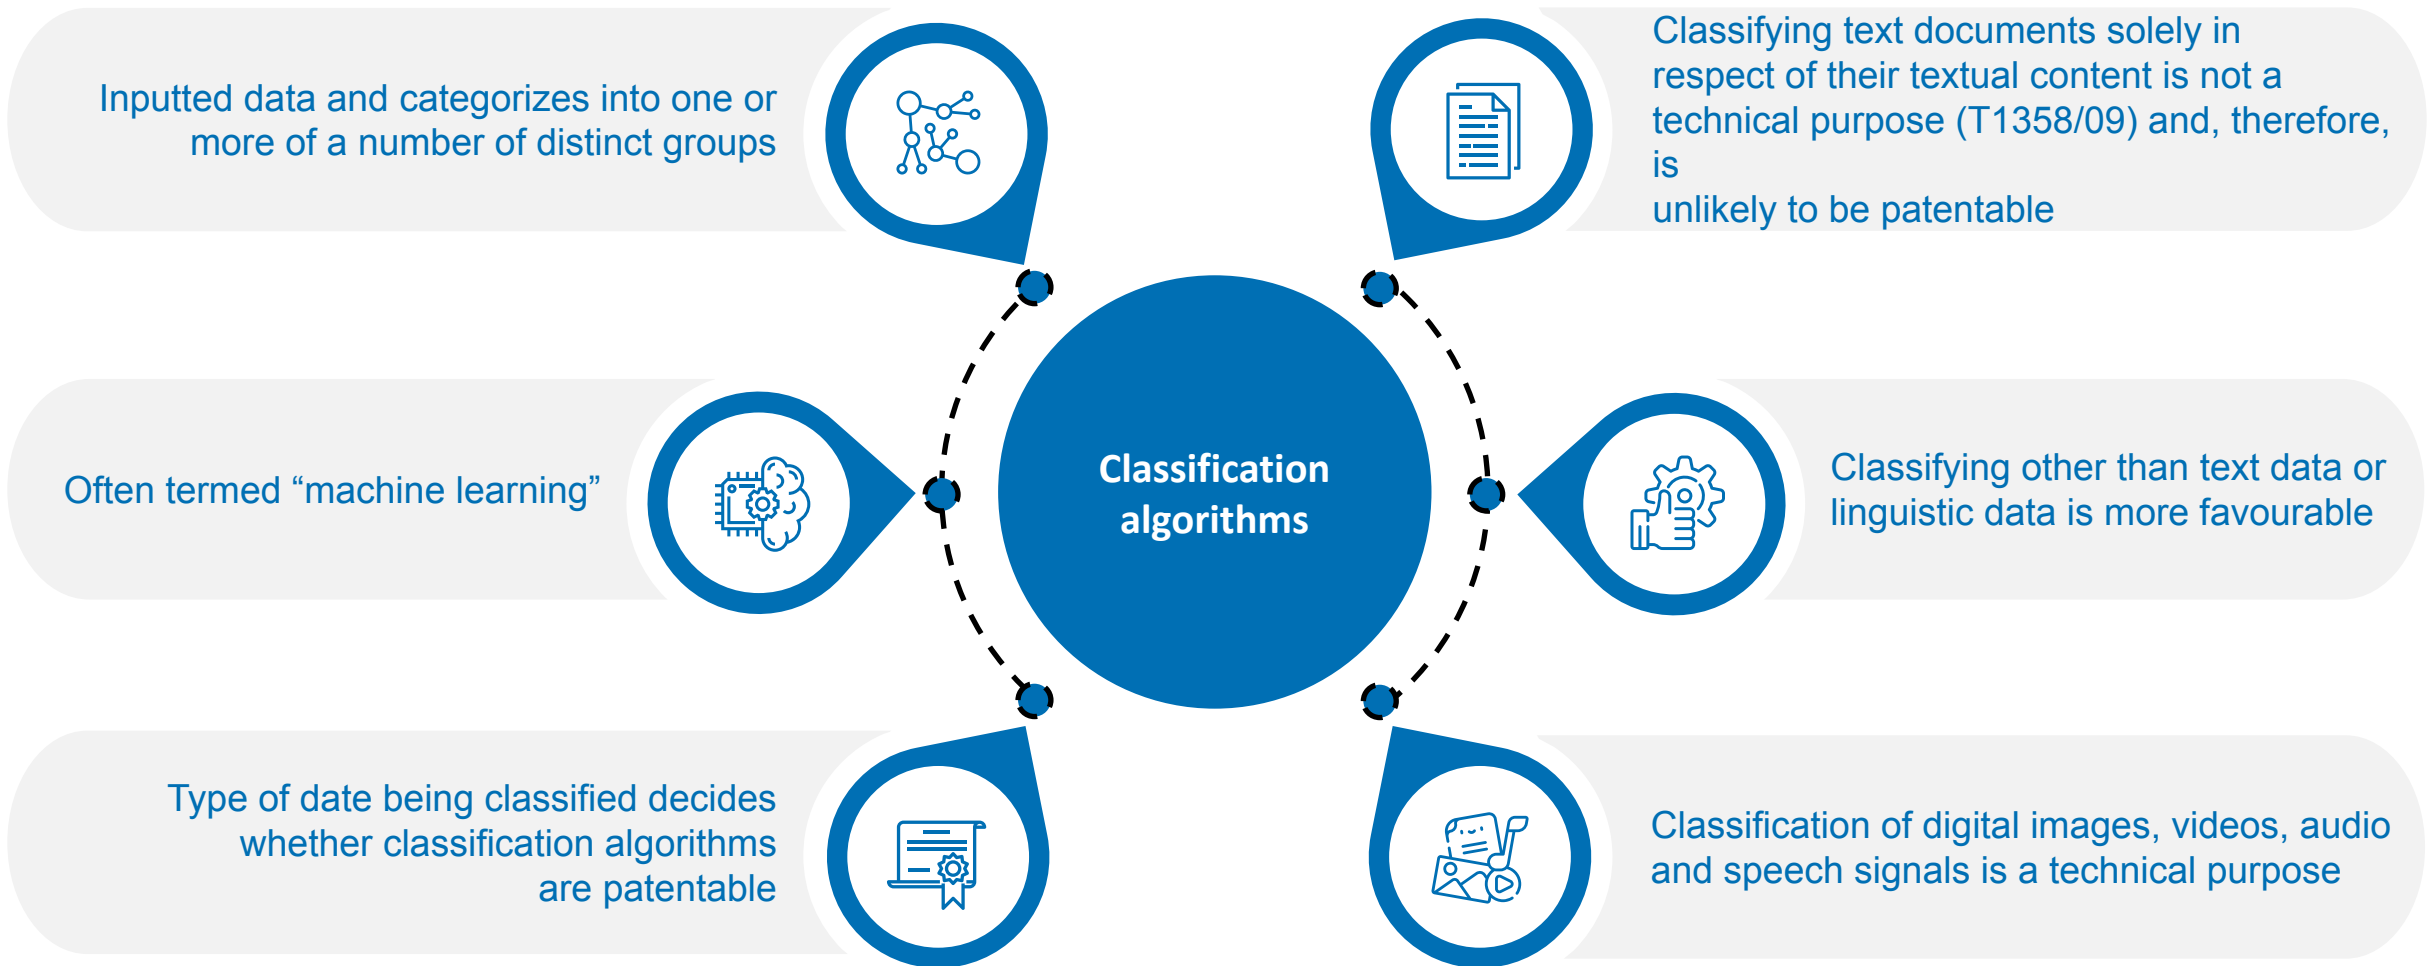 Inputted data and categorizes into one or
more of a number of distinct groups
Often termed “machine learning”
Type of date being classified decides
whether classification algorithms
are patentable
Classification
algorithms
Classifying text documents solely in
respect of their textual content is not a
technical purpose (T1358/09) and, therefore,
is
unlikely to be patentable
Classifying other than text data or
linguistic data is more favourable
Classification of digital images, videos, audio
and speech signals is a technical purpose